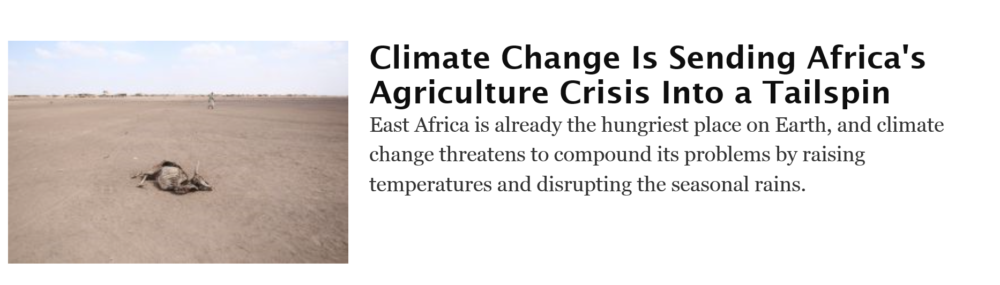 Climate Change Is Sending Africa's
Agriculture Crisis Into a Tailspin
East Africa is already the hungriest place on Earth, and climate
change threatens to compound its problems by raising
temperatures and disrupting the seasonal rains.